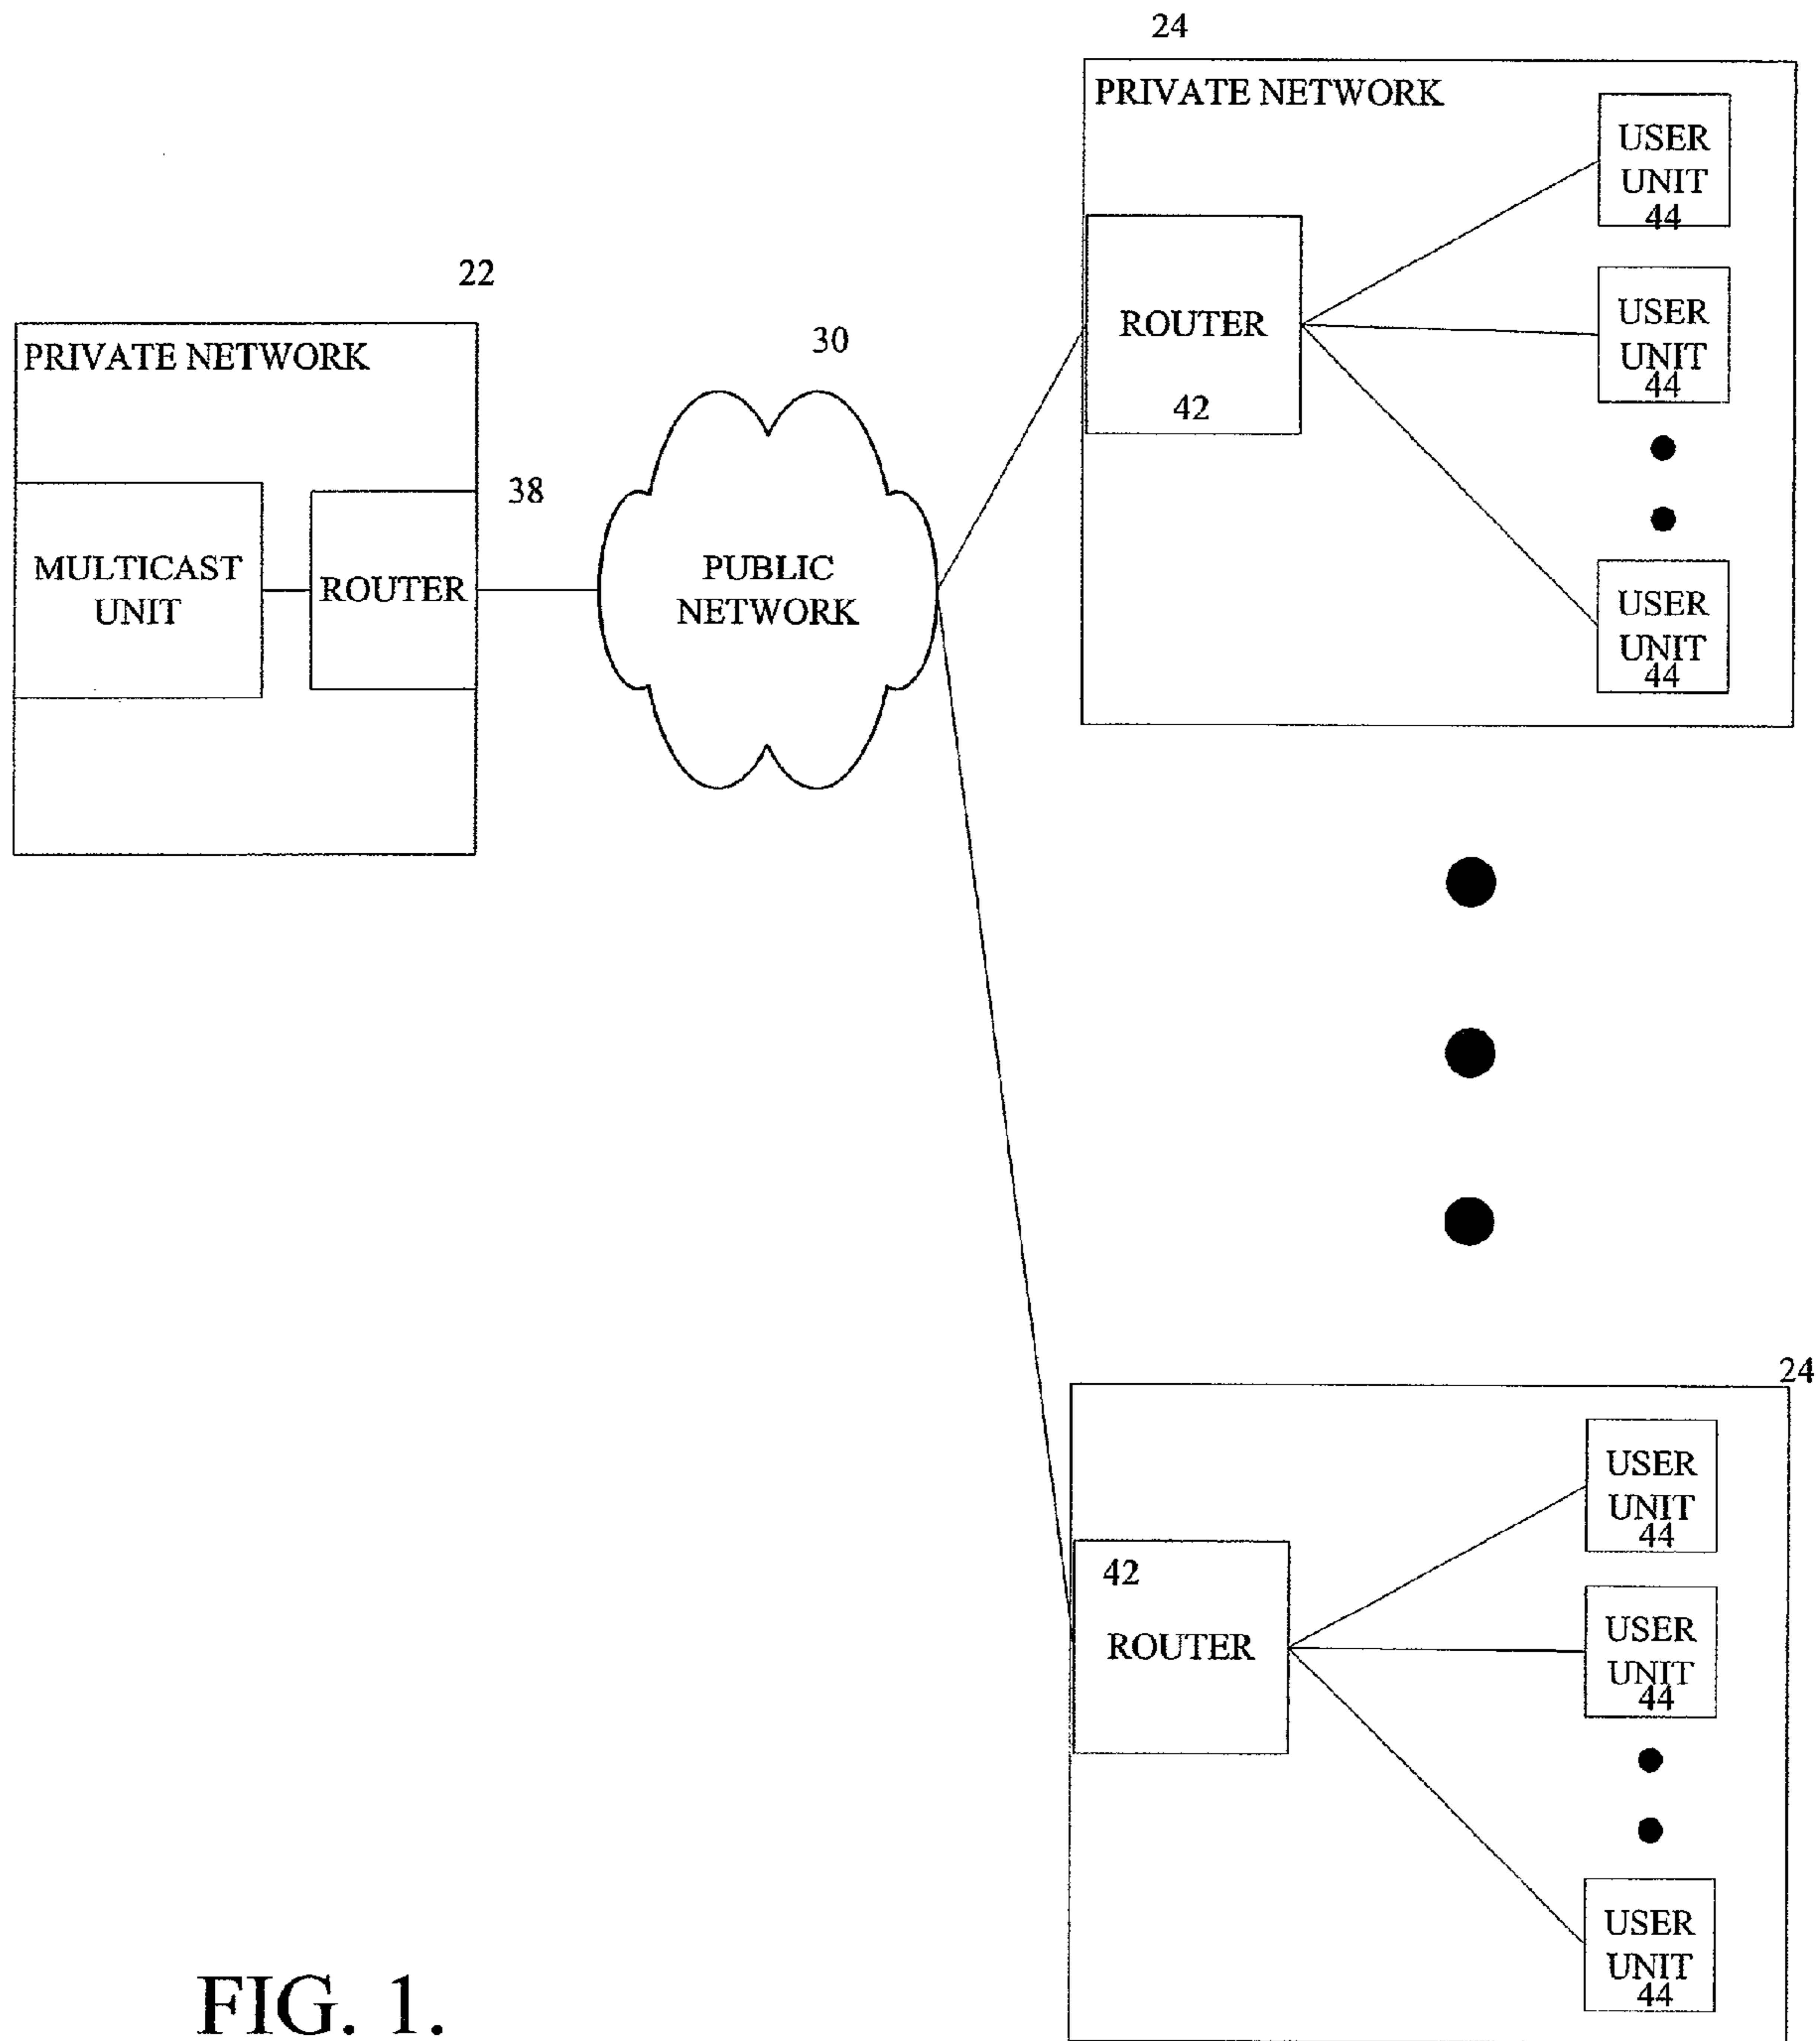 24
PRIVATE NETWORK
USER
UNIT
44
ROUTER
42
USER
UNIT
44
USER
UNIT
44
22
PRIVATE NETWORK
MULTICAST
UNIT
ROUTER
38
30
PUBLIC
NETWORK
24
42
ROUTER
USER
UNIT
44
USER
UNIT
44
USER
UNIT
44
FIG. 1.